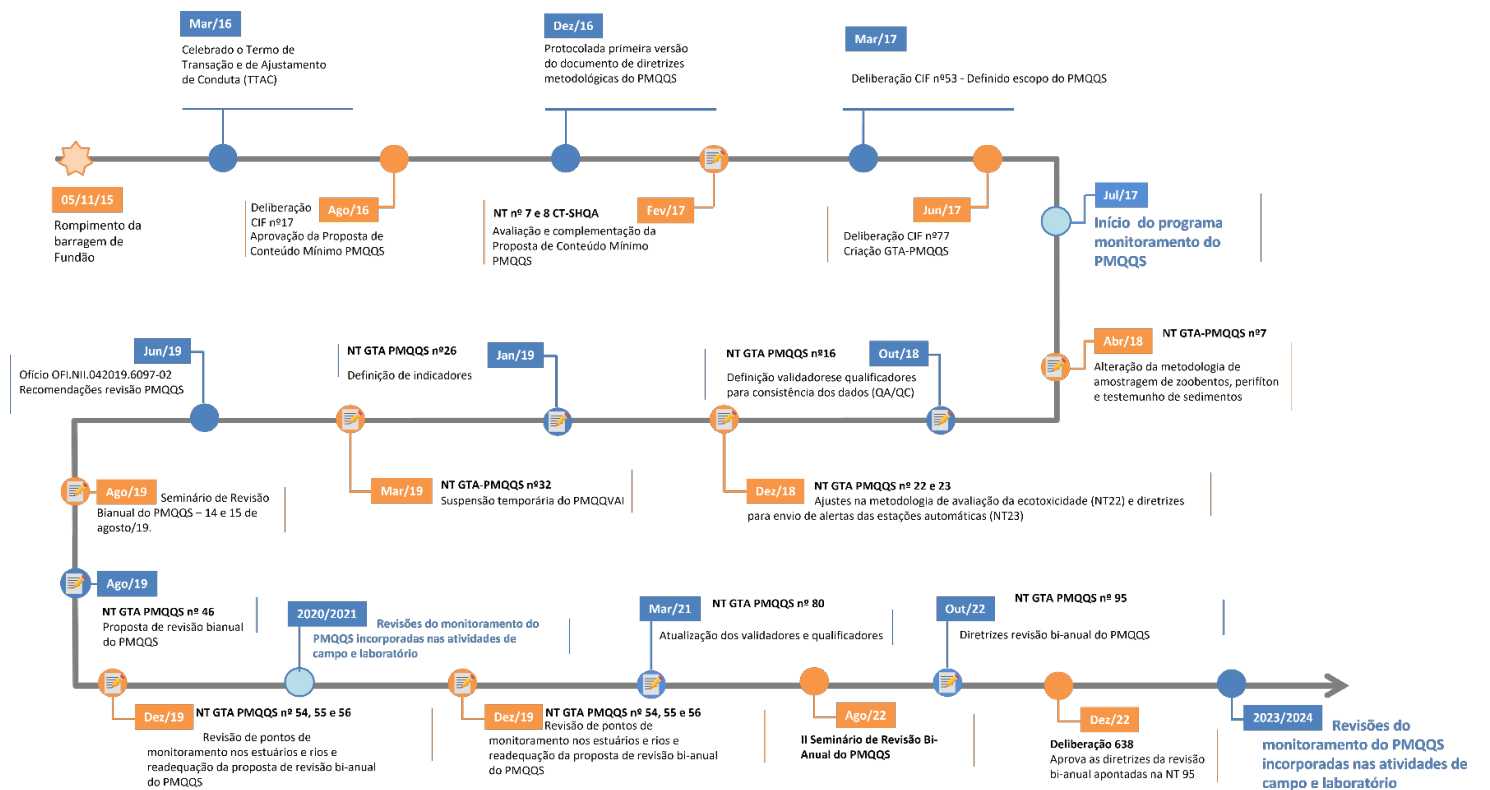 Mar/16
Celebrado o Termo de
Transação e de Ajustamento
de Conduta (TTAC)
Dez/16
Protocolada primeira versão
do documento de diretrizes
metodológicas do PMQQS
Mar/17
Deliberação CIF nº53 - Definido escopo do PMQQS
05/11/15
Rompimento da
barragem de
Fundão
Ago/16
Deliberação
CIF nº17
Aprovação da Proposta de
Conteúdo Mínimo PMQQS
Fev/17
NT nº 7 e 8 CT-SHQA
Avaliação e complementação da
Proposta de Conteúdo Mínimo
PMQQS
Jun/17
Deliberação CIF nº77
Criação GTA-PMQQS
Jul/17
Início do programa
monitoramento do
PMQQS
Abr/18
NT GTA-PMQQS nº7
Alteração da metodologia de
amostragem de zoobentos, perifíton
e testemunho de sedimentos
Out/18
NT GTA PMQQS nº16
Definição validadorese qualificadores
para consistência dos dados (QA/QC)
Dez/18
NT GTA PMQQS nº 22 e 23
Ajustes na metodologia de avaliação da ecotoxicidade (NT22) e diretrizes
para envio de alertas das estações automáticas (NT23)
Jan/19
NT GTA PMQQS nº26
Definição de indicadores
Mar/19
NT GTA-PMQQS nº32
Suspensão temporária do PMQQVAI
Jun/19
Ofício OFI.NII.042019.6097-02
Recomendações revisão PMQQS
Ago/19
Seminário de Revisão
Bianual do PMQQS – 14 e 15 de
agosto/19.
Ago/19
NT GTA PMQQS nº 46
Proposta de revisão bianual
do PMQQS
Dez/19
NT GTA PMQQS nº 54, 55 e 56
Revisão de pontos de
monitoramento nos estuários e rios e
readequação da proposta de revisão bi-anual
do PMQQS
2020/2021
Revisões do monitoramento do
PMQQS incorporadas nas atividades de
campo e laboratório
Dez/19
NT GTA PMQQS nº 54, 55 e 56
Revisão de pontos de
monitoramento nos estuários e rios e
readequação da proposta de revisão bi-anual
do PMQQS
Mar/21
NT GTA PMQQS nº 80
Atualização dos validadores e qualificadores
Ago/22
II Seminário de Revisão Bi-
Anual do PMQQS
Out/22
NT GTA PMQQS nº 95
Diretrizes revisão bi-anual do PMQQS
Dez/22
Deliberação 638
Aprova as diretrizes da revisão
bi-anual apontadas na NT 95
2023/2024
Revisões do
monitoramento do PMQQS
incorporadas nas atividades de
campo e laboratório